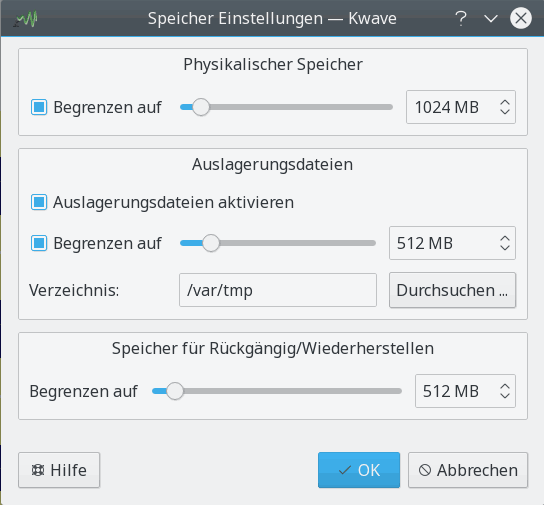 Speicher Einstellungen — Kwave
?
Physikalischer Speicher
Begrenzen auf 1024 MB
Auslagerungsdateien
Auslagerungsdateien aktivieren
Begrenzen auf 512 MB
Verzeichnis: /var/tmp Durchsuchen ...
Speicher für Rückgängig/Wiederherstellen
Begrenzen auf 512 MB
Hilfe OK Abbrechen